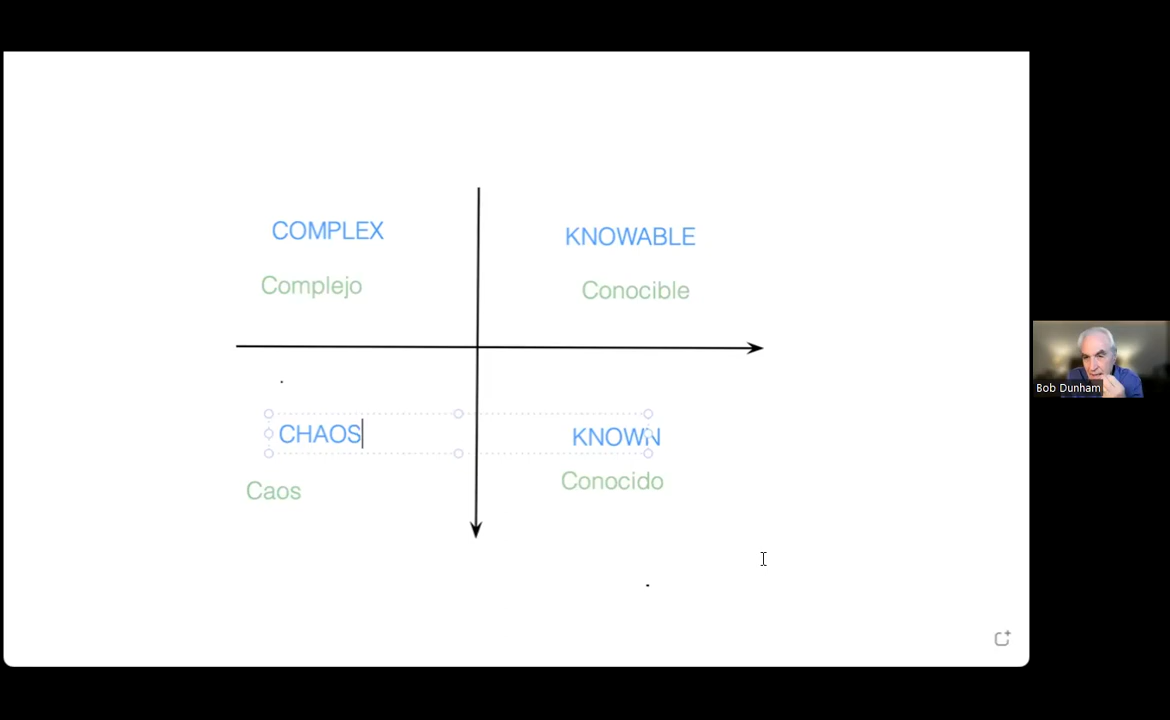 COMPLEX
KNOWABLE
Complejo
Conocible
CHAOS
KNOWN
Caos
Conocido
Bob Dunham